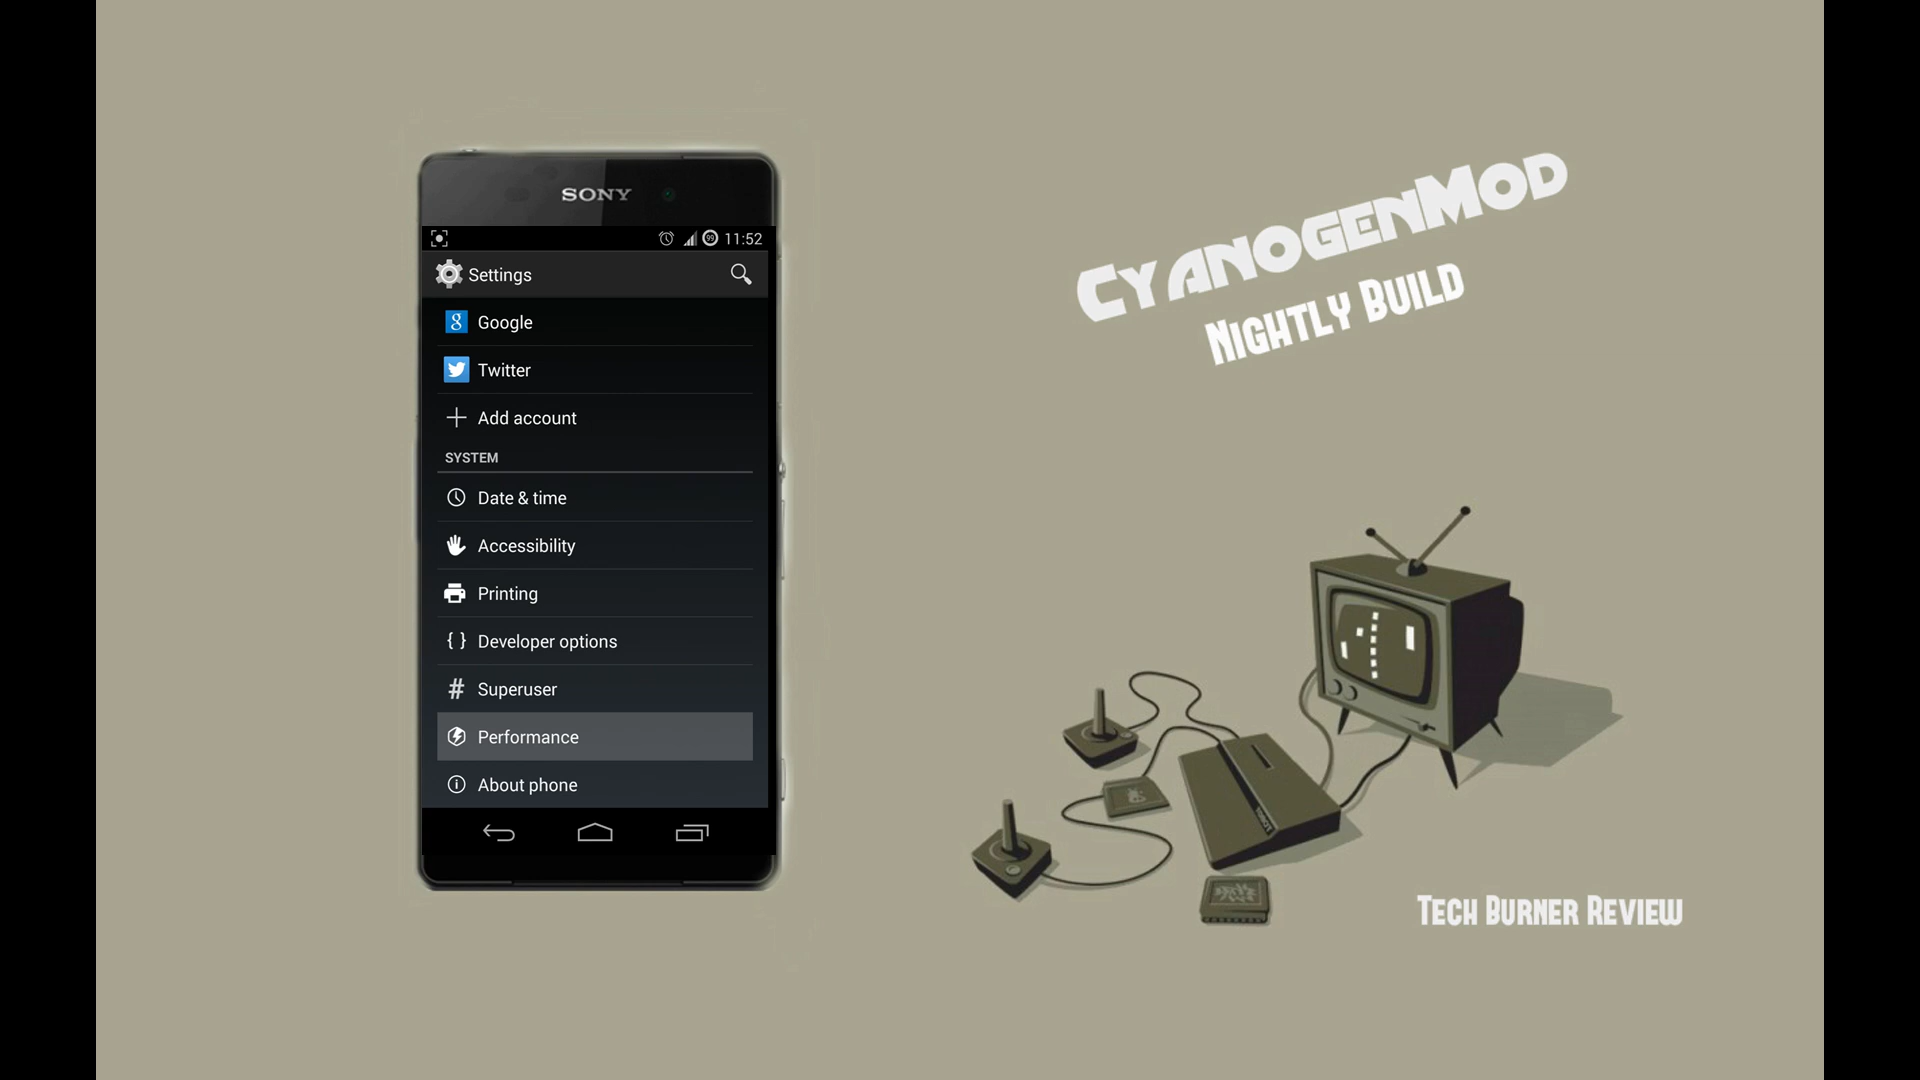 SONY
99 11:52
Settings
Google
Twitter
Add account
SYSTEM
Date & time
Accessibility
Printing
{ } Developer options
# Superuser
Performance
About phone
CyanogenMod
Nightly Build
Tech Burner Review